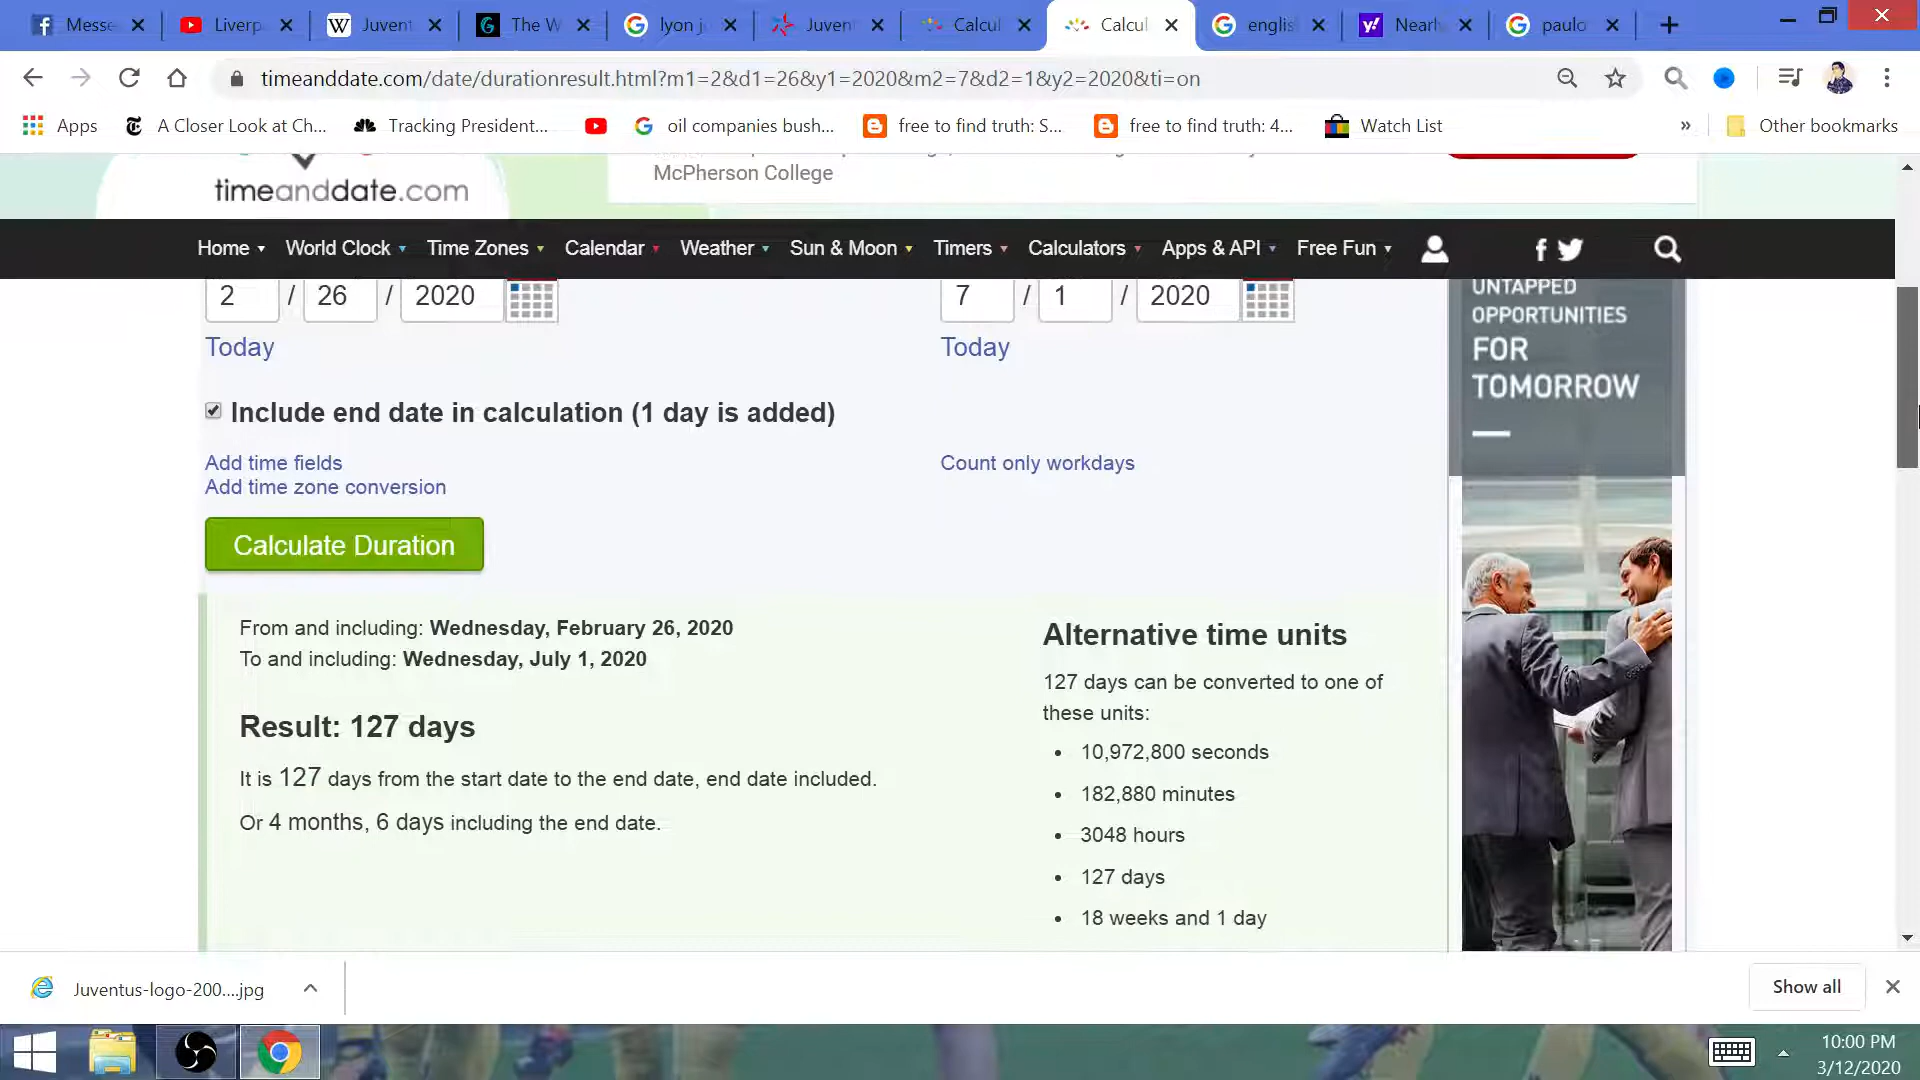 Messe
Liverp
Juvent
The W
lyon j
Juven
Calcul
Calcul
englis
Nearly
paulo
timeanddate.com/date/durationresult.html?m1=2&d1=26&y1=2020&m2=7&d2=1&y2=2020&ti=on
Apps
A Closer Look at Ch...
Tracking President...
oil companies bush...
free to find truth: S...
free to find truth: 4...
Watch List
»
Other bookmarks
McPherson College
timeanddate.com
Home
World Clock
Time Zones
Calendar
Weather
Sun & Moon
Timers
Calculators
Apps & API
Free Fun
2 / 26 / 2020
7 / 1 / 2020
Today
Today
Include end date in calculation (1 day is added)
Add time fields
Count only workdays
Add time zone conversion
Calculate Duration
From and including: Wednesday, February 26, 2020
To and including: Wednesday, July 1, 2020
Result: 127 days
It is 127 days from the start date to the end date, end date included.
Or 4 months, 6 days including the end date.
Alternative time units
127 days can be converted to one of
these units:
• 10,972,800 seconds
• 182,880 minutes
• 3048 hours
• 127 days
• 18 weeks and 1 day
UNTAPPED
OPPORTUNITIES
FOR
TOMORROW
Juventus-logo-200....jpg
Show all
10:00 PM
3/12/2020